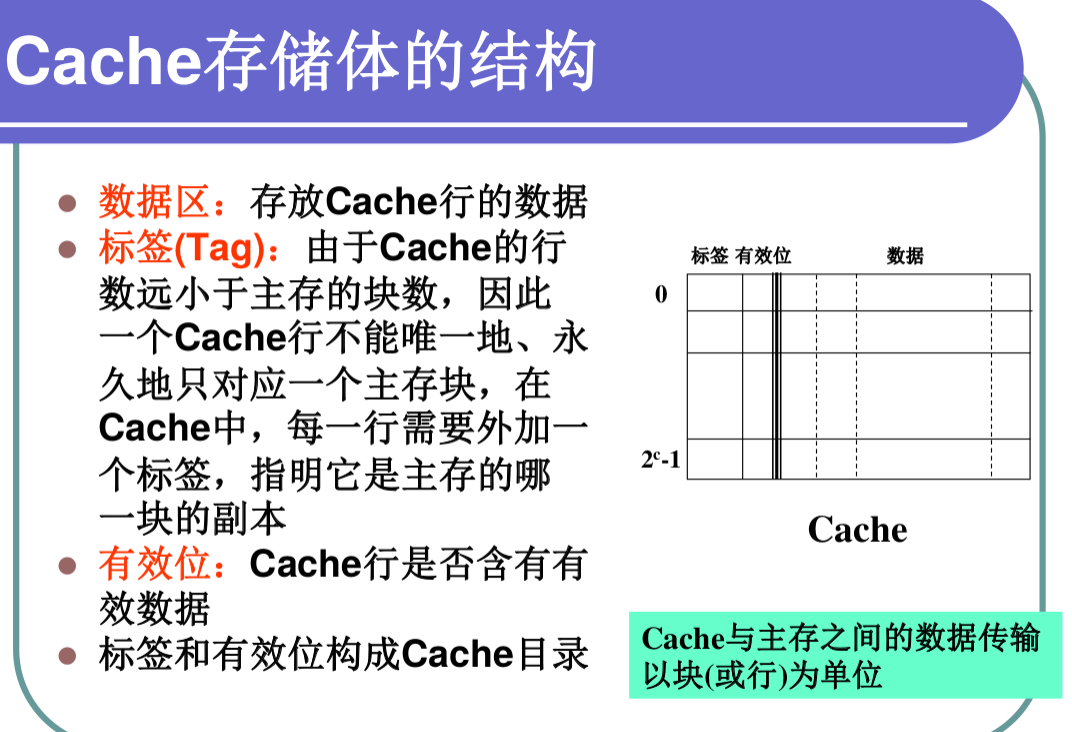 Cache存储体的结构
数据区：存放Cache行的数据
标签(Tag)：由于Cache的行
数远小于主存的块数，因此
一个Cache行不能唯一地、永
久地只对应一个主存块，在
Cache中，每一行需要外加一
个标签，指明它是主存的哪
一块的副本
有效位：Cache行是否含有有
效数据
标签和有效位构成Cache目录
标签 有效位 数据
0
2ᶜ-1
Cache
Cache与主存之间的数据传输
以块(或行)为单位